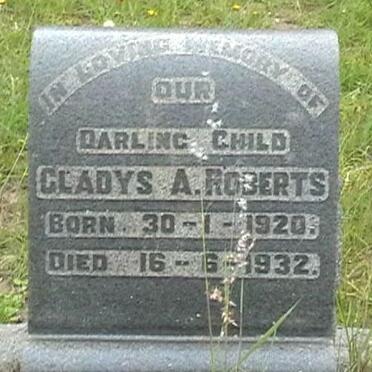 IN LOVING MEMORY OF
OUR
DARLING CHILD
GLADYS A. ROBERTS
BORN 30-1-1920.
DIED 16-6-1932.